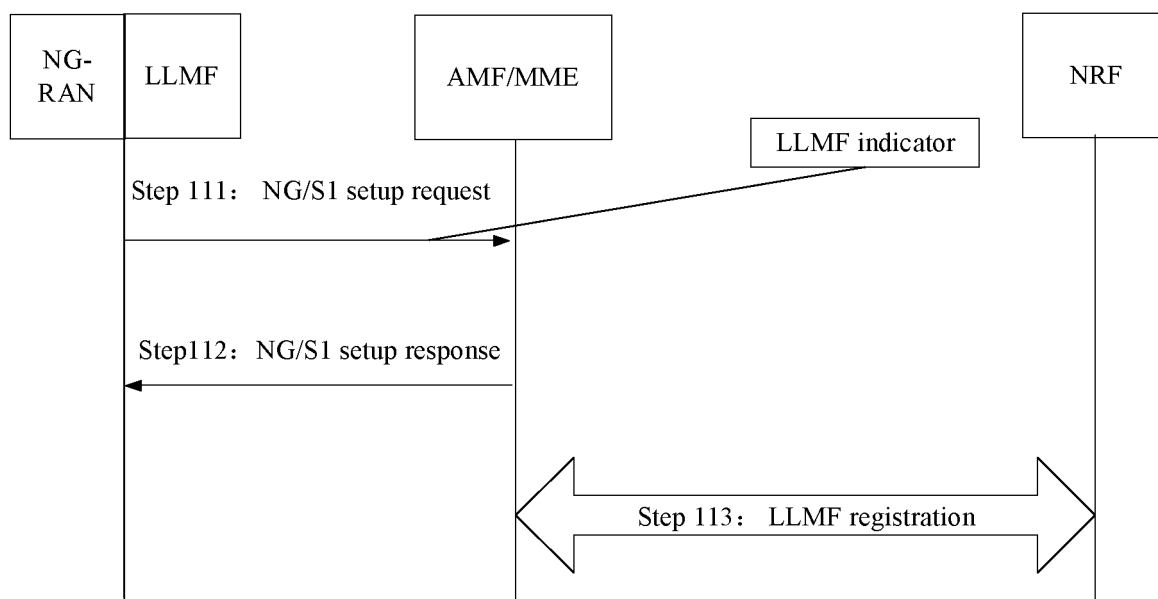 NG-
RAN
LLMF
AMF/MME
NRF
LLMF indicator
Step 111： NG/S1 setup request
Step112：NG/S1 setup response
Step 113： LLMF registration